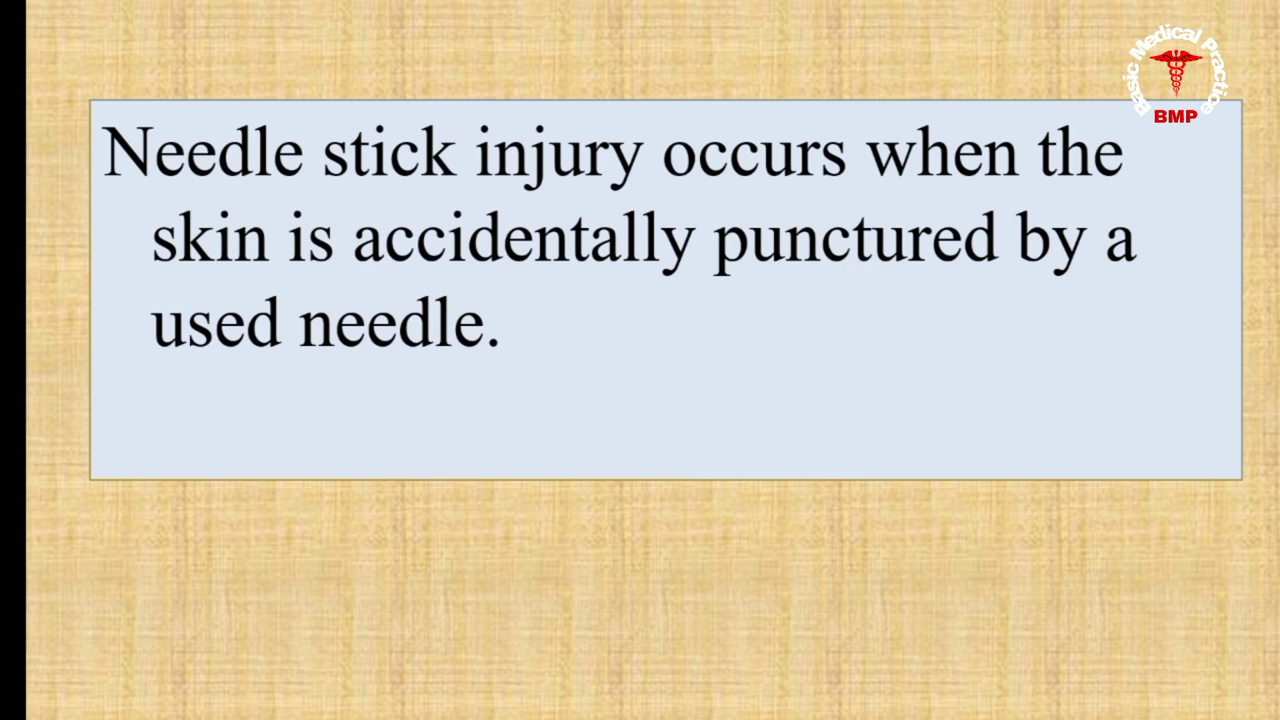 Basic Medical Practice
BMP
Needle stick injury occurs when the
skin is accidentally punctured by a
used needle.